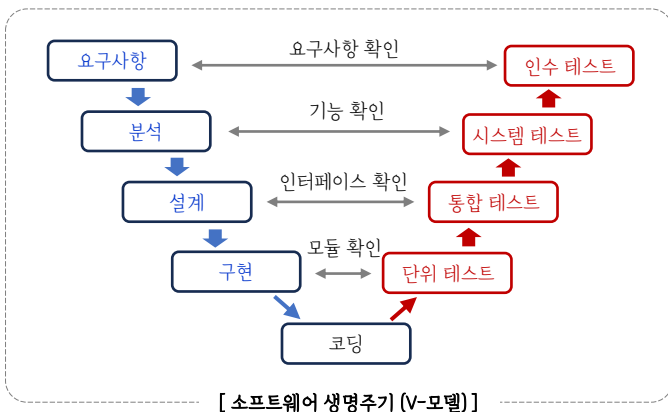 요구사항
요구사항 확인
인수 테스트
분석
기능 확인
시스템 테스트
설계
인터페이스 확인
통합 테스트
구현
모듈 확인
단위 테스트
코딩
[ 소프트웨어 생명주기 (V-모델) ]